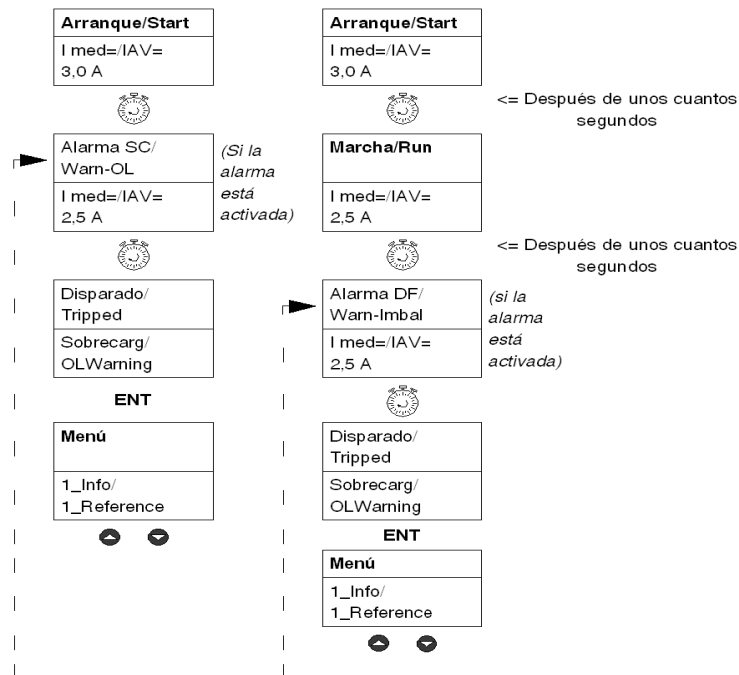 Arranque/Start
I med=/IAV=
3,0 A
Alarma SC/
Warn-OL
(Si la
alarma
está
activada)
I med=/IAV=
2,5 A
Disparado/
Tripped
Sobrecarg/
OLWarning
ENT
Menú
1_Info/
1_Reference
Arranque/Start
I med=/IAV=
3,0 A
<= Después de unos cuantos
segundos
Marcha/Run
I med=/IAV=
2,5 A
<= Después de unos cuantos
segundos
Alarma DF/
Warn-Imbal
(si la
alarma
está
activada)
I med=/IAV=
2,5 A
Disparado/
Tripped
Sobrecarg/
OLWarning
ENT
Menú
1_Info/
1_Reference